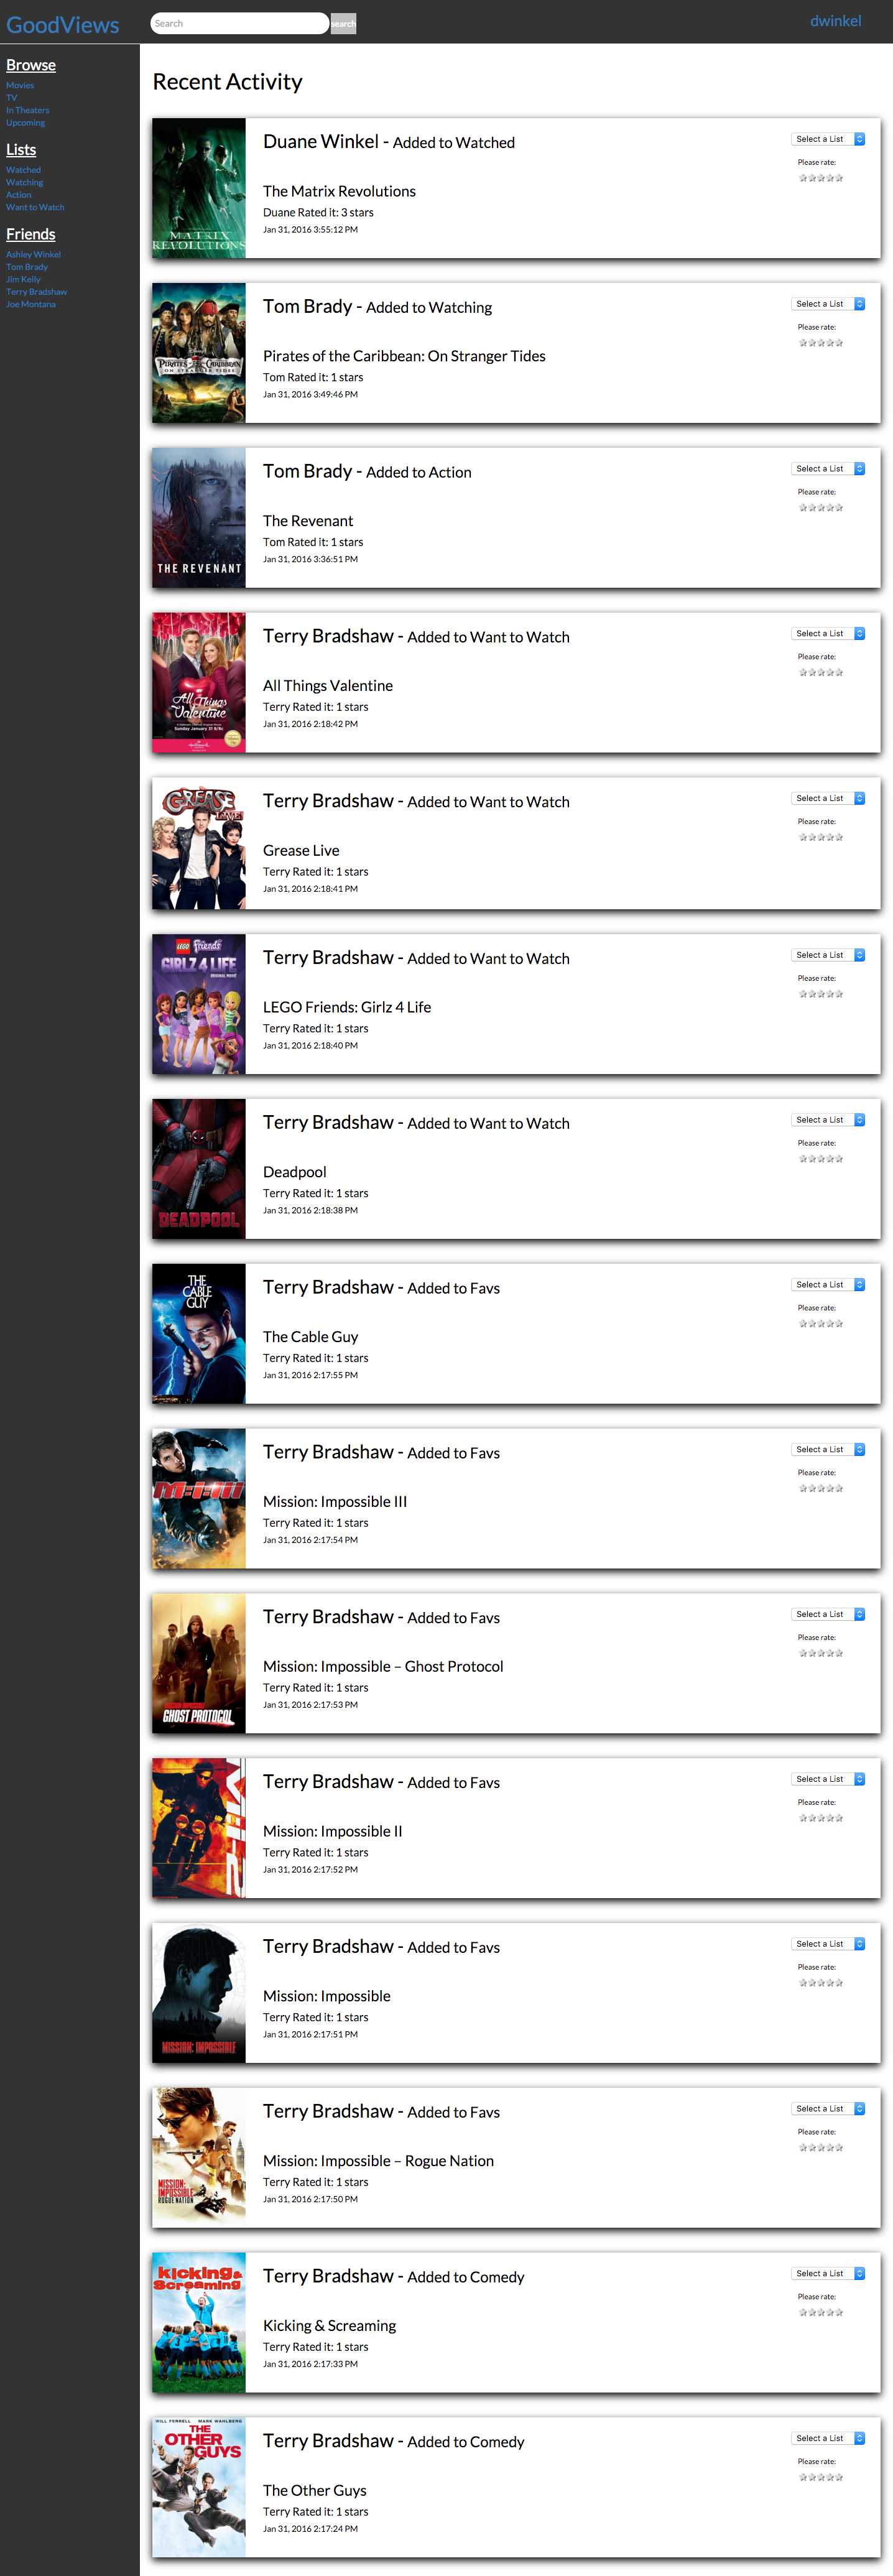 GoodViews
Search
search
dwinkel
Browse
Movies
TV
In Theaters
Upcoming
Lists
Watched
Watching
Action
Want to Watch
Friends
Ashley Winkel
Tom Brady
Jim Kelly
Terry Bradshaw
Joe Montana
Recent Activity
MATRIX
REVOLUTIONS
Duane Winkel - Added to Watched
The Matrix Revolutions
Duane Rated it: 3 stars
Jan 31, 2016 3:55:12 PM
Select a List
Please rate:
PIRATES of the CARIBBEAN
ON STRANGER TIDES
Tom Brady - Added to Watching
Pirates of the Caribbean: On Stranger Tides
Tom Rated it: 1 stars
Jan 31, 2016 3:49:46 PM
Select a List
Please rate:
THE REVENANT
Tom Brady - Added to Action
The Revenant
Tom Rated it: 1 stars
Jan 31, 2016 3:36:51 PM
Select a List
Please rate:
All Things
Valentine
Sunday January 31 8/9c
Terry Bradshaw - Added to Want to Watch
All Things Valentine
Terry Rated it: 1 stars
Jan 31, 2016 2:18:42 PM
Select a List
Please rate:
GREASE
LIVE!
Terry Bradshaw - Added to Want to Watch
Grease Live
Terry Rated it: 1 stars
Jan 31, 2016 2:18:41 PM
Select a List
Please rate:
LEGO Friends
GIRLZ 4 LIFE
ORIGINAL MOVIE
Terry Bradshaw - Added to Want to Watch
LEGO Friends: Girlz 4 Life
Terry Rated it: 1 stars
Jan 31, 2016 2:18:40 PM
Select a List
Please rate:
DEADPOOL
Terry Bradshaw - Added to Want to Watch
Deadpool
Terry Rated it: 1 stars
Jan 31, 2016 2:18:38 PM
Select a List
Please rate:
THE
CABLE
GUY
Terry Bradshaw - Added to Favs
The Cable Guy
Terry Rated it: 1 stars
Jan 31, 2016 2:17:55 PM
Select a List
Please rate:
M:i:III
Terry Bradshaw - Added to Favs
Mission: Impossible III
Terry Rated it: 1 stars
Jan 31, 2016 2:17:54 PM
Select a List
Please rate:
MISSION: IMPOSSIBLE
GHOST PROTOCOL
Terry Bradshaw - Added to Favs
Mission: Impossible – Ghost Protocol
Terry Rated it: 1 stars
Jan 31, 2016 2:17:53 PM
Select a List
Please rate:
M:I-2
Terry Bradshaw - Added to Favs
Mission: Impossible II
Terry Rated it: 1 stars
Jan 31, 2016 2:17:52 PM
Select a List
Please rate:
MISSION: IMPOSSIBLE
Terry Bradshaw - Added to Favs
Mission: Impossible
Terry Rated it: 1 stars
Jan 31, 2016 2:17:51 PM
Select a List
Please rate:
MISSION:
IMPOSSIBLE
ROGUE NATION
Terry Bradshaw - Added to Favs
Mission: Impossible – Rogue Nation
Terry Rated it: 1 stars
Jan 31, 2016 2:17:50 PM
Select a List
Please rate:
Kicking &
Screaming
Terry Bradshaw - Added to Comedy
Kicking & Screaming
Terry Rated it: 1 stars
Jan 31, 2016 2:17:33 PM
Select a List
Please rate:
WILL FERRELL MARK WAHLBERG
THE
OTHER
GUYS
Terry Bradshaw - Added to Comedy
The Other Guys
Terry Rated it: 1 stars
Jan 31, 2016 2:17:24 PM
Select a List
Please rate: